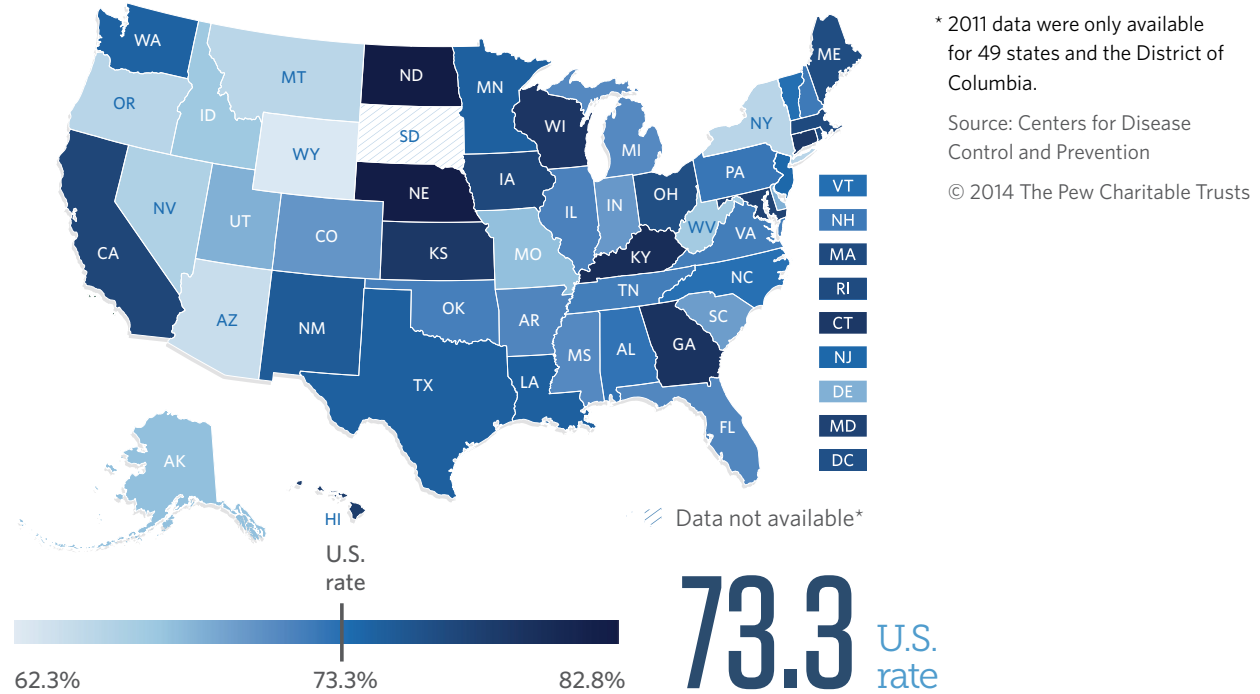 WA
OR
CA
ID
NV
MT
WY
UT
AZ
CO
NM
ND
SD
NE
KS
OK
TX
MN
IA
MO
AR
LA
WI
IL
MS
MI
IN
KY
TN
AL
OH
WV
GA
FL
SC
NC
VA
PA
NY
ME
AK
HI
VT
NH
MA
RI
CT
NJ
DE
MD
DC
* 2011 data were only available
for 49 states and the District of
Columbia.
Source: Centers for Disease
Control and Prevention
© 2014 The Pew Charitable Trusts
Data not available*
U.S.
rate
62.3%
73.3%
82.8%
73.3
U.S.
rate